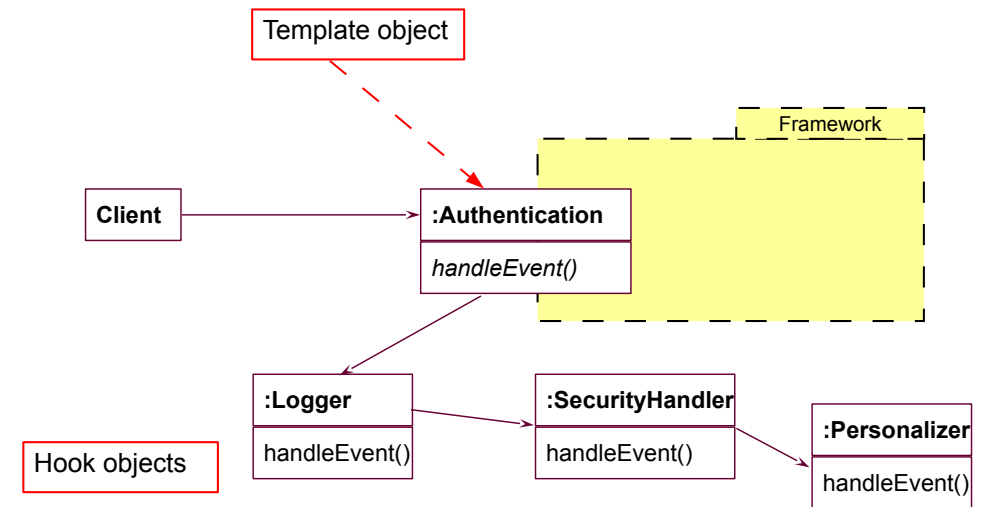 Template object
Framework
Client
:Authentication
handleEvent()
:Logger
handleEvent()
:SecurityHandler
handleEvent()
:Personalizer
handleEvent()
Hook objects